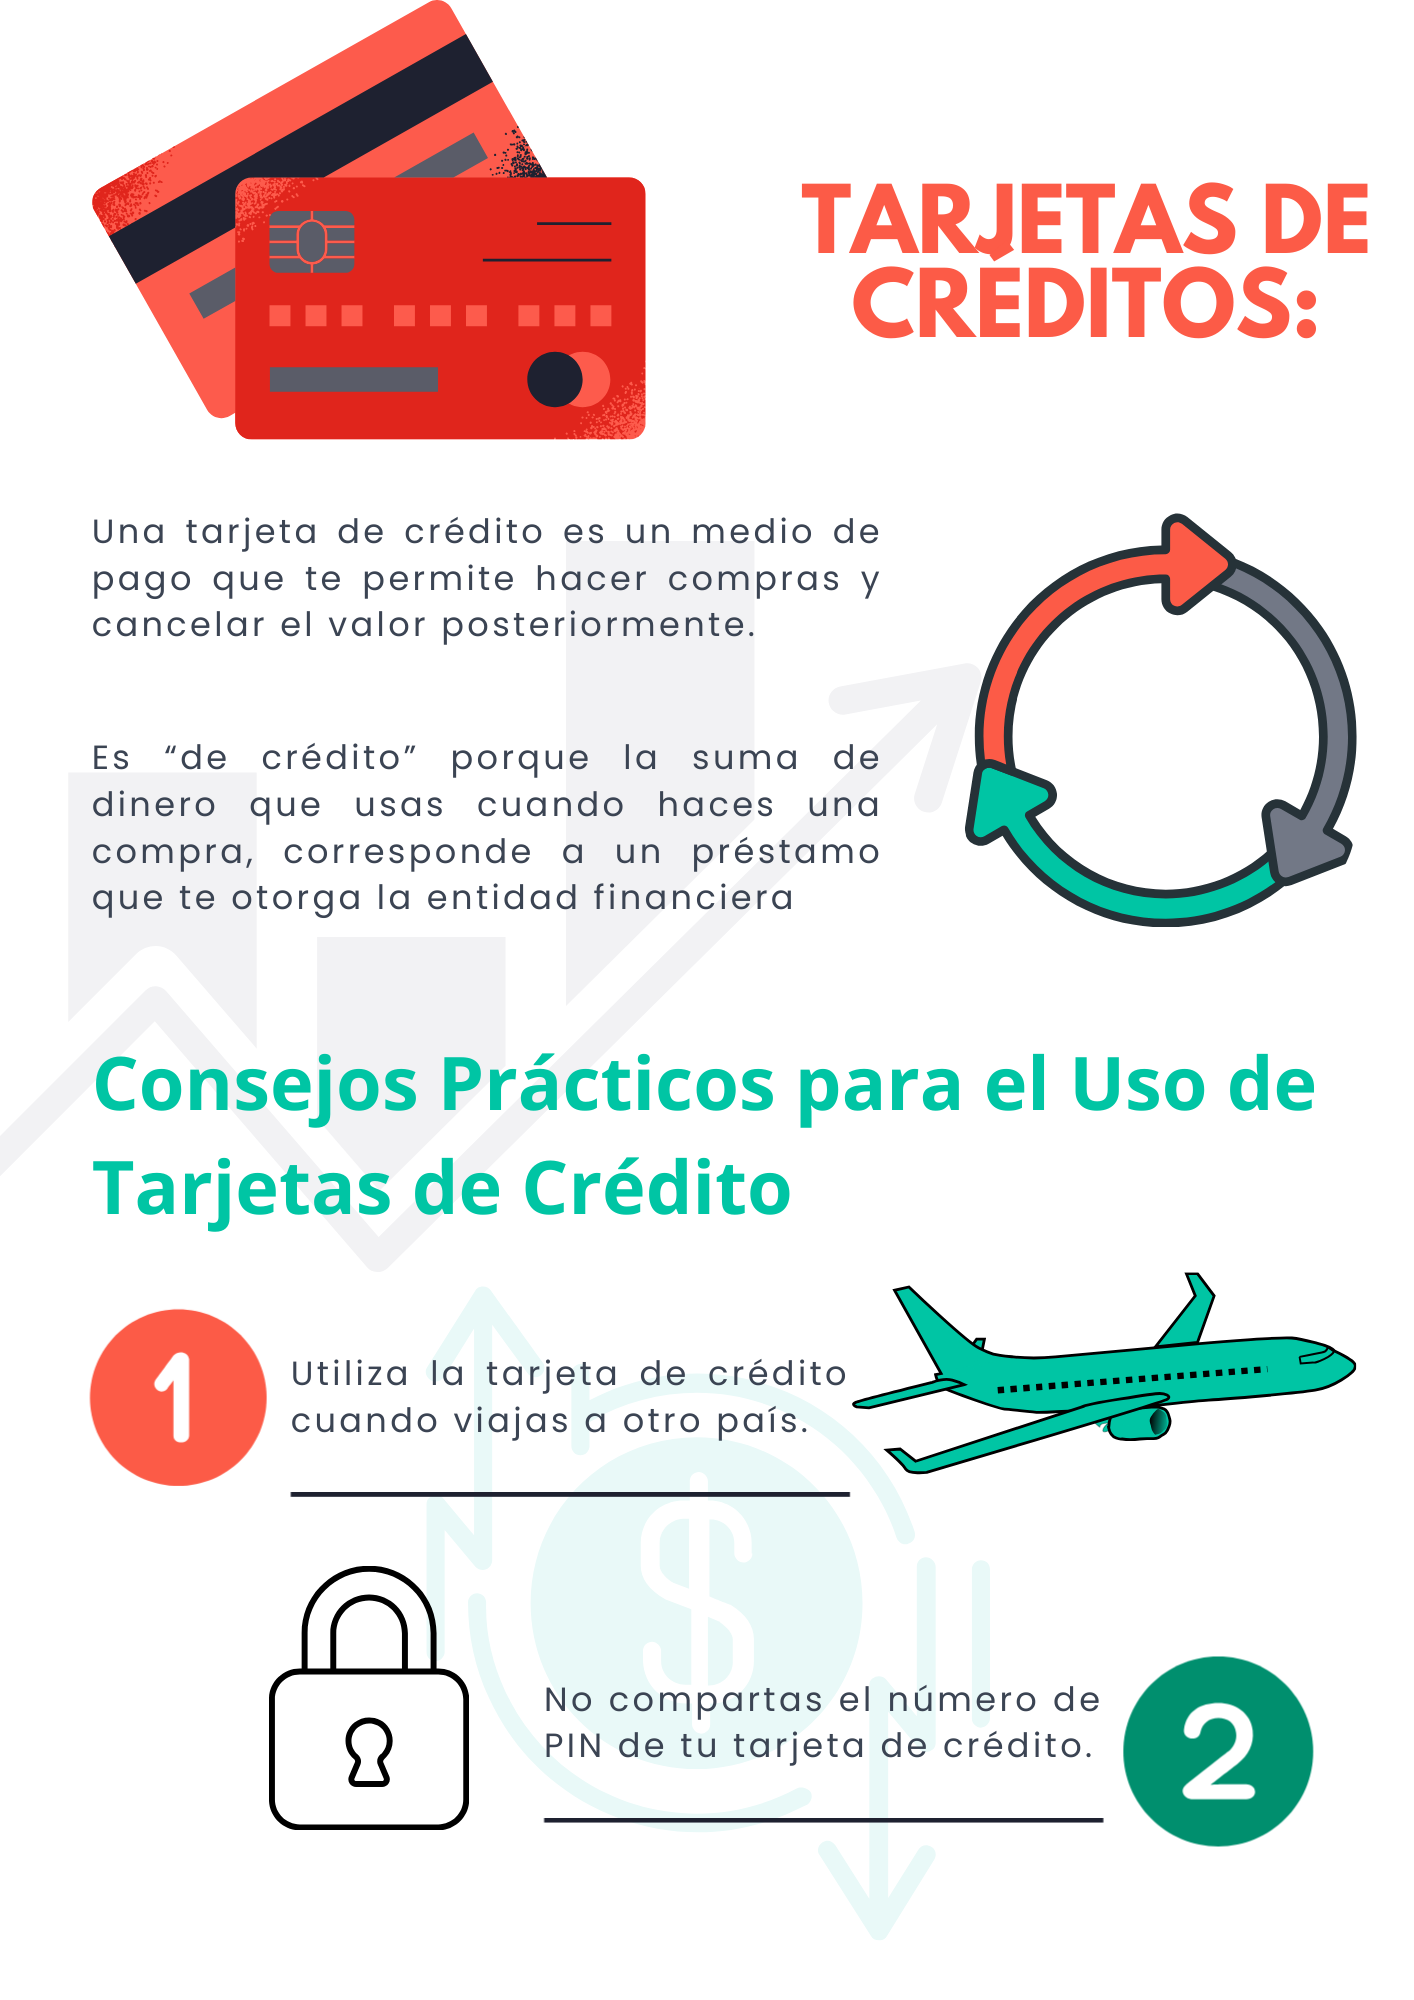 TARJETAS DE
CRÉDITOS:
Una tarjeta de crédito es un medio de
pago que te permite hacer compras y
cancelar el valor posteriormente.
Es “de crédito” porque la suma de
dinero que usas cuando haces una
compra, corresponde a un préstamo
que te otorga la entidad financiera
Consejos Prácticos para el Uso de
Tarjetas de Crédito
1
Utiliza la tarjeta de crédito
cuando viajas a otro país.
$
No compartas el número de
PIN de tu tarjeta de crédito.
2